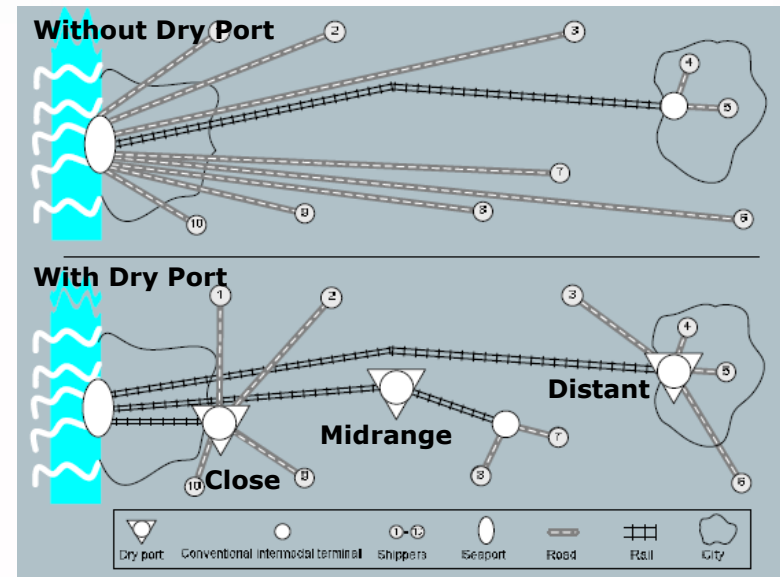 Without Dry Port
1 2 3
4
5
7
10 9 8 6
With Dry Port
1 2 3
4
5
Distant
Midrange
7
10 Close 9 8 6
Dry port Conventional intermodal terminal Shippers Seaport Road Rail City